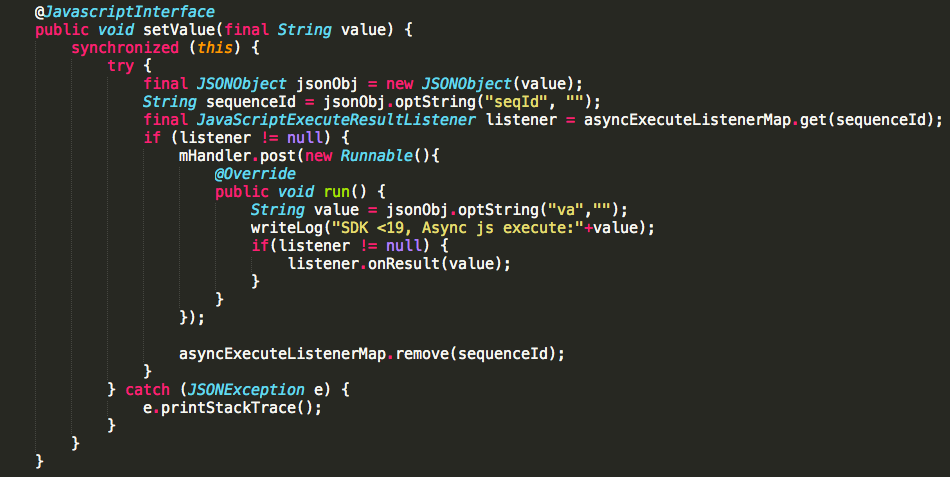 @JavascriptInterface
public void setValue(final String value) {
    synchronized (this) {
        try {
            final JSONObject jsonObj = new JSONObject(value);
            String sequenceId = jsonObj.optString("seqId", "");
            final JavaScriptExecuteResultListener listener = asyncExecuteListenerMap.get(sequenceId);
            if (listener != null) {
                mHandler.post(new Runnable(){
                    @Override
                    public void run() {
                        String value = jsonObj.optString("va","");
                        writeLog("SDK <19, Async js execute:"+value);
                        if(listener != null) {
                            listener.onResult(value);
                        }
                    }
                });

                asyncExecuteListenerMap.remove(sequenceId);
            }
        } catch (JSONException e) {
            e.printStackTrace();
        }
    }
}